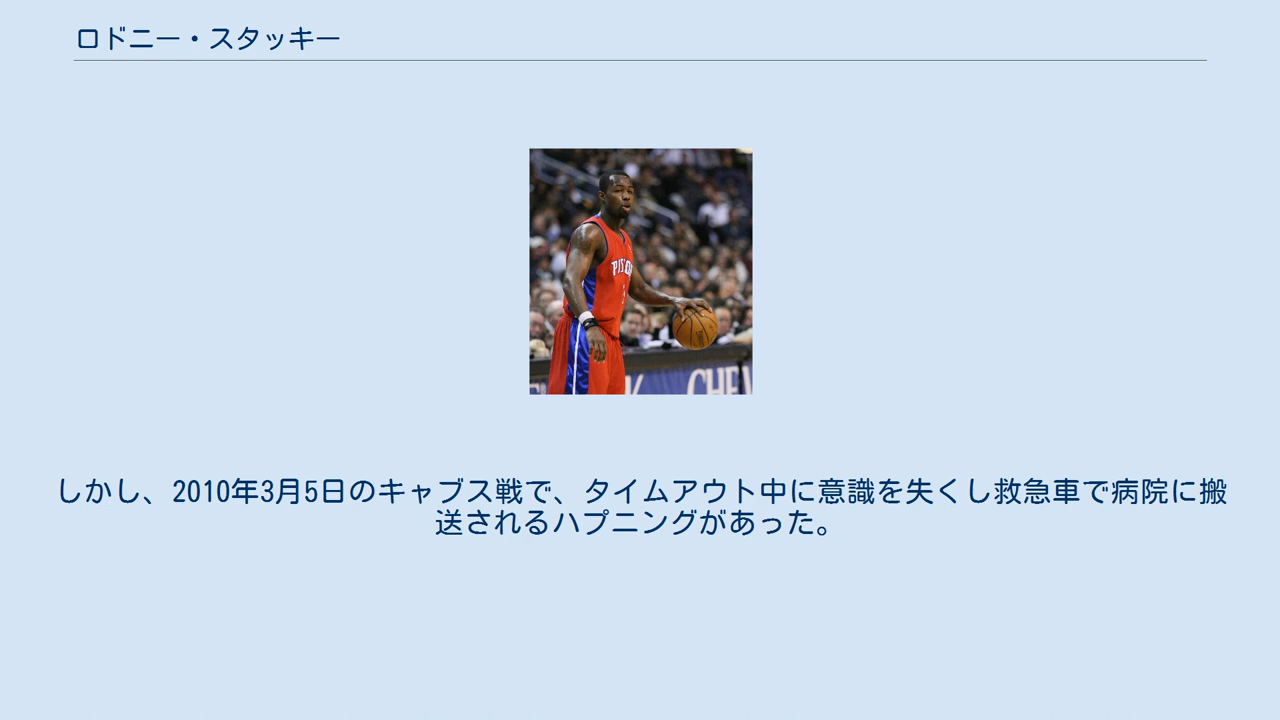 ロドニー・スタッキー
PISTO
CHEV
しかし、2010年3月5日のキャブス戦で、タイムアウト中に意識を失くし救急車で病院に搬
送されるハプニングがあった。